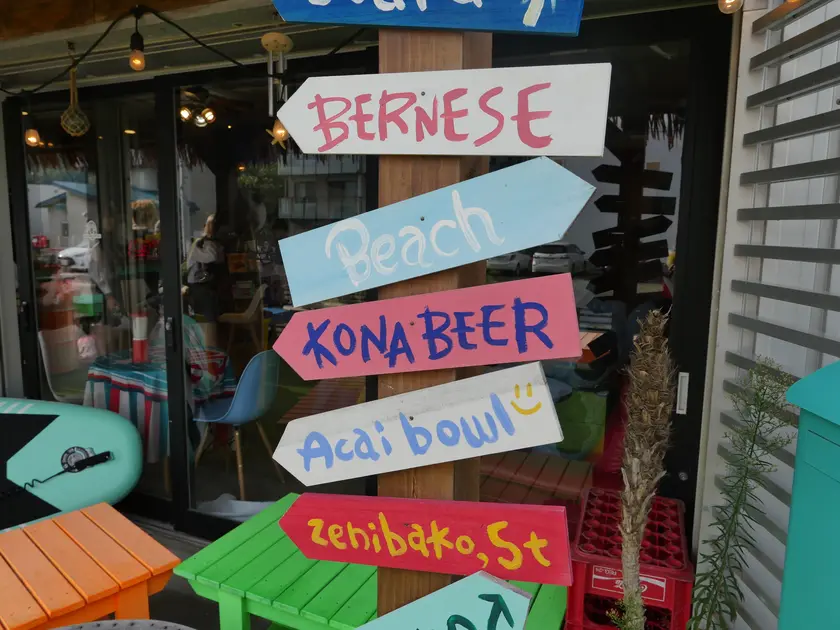 BERNESE
Beach
KONA BEER
Acai bowl
zenibako, St